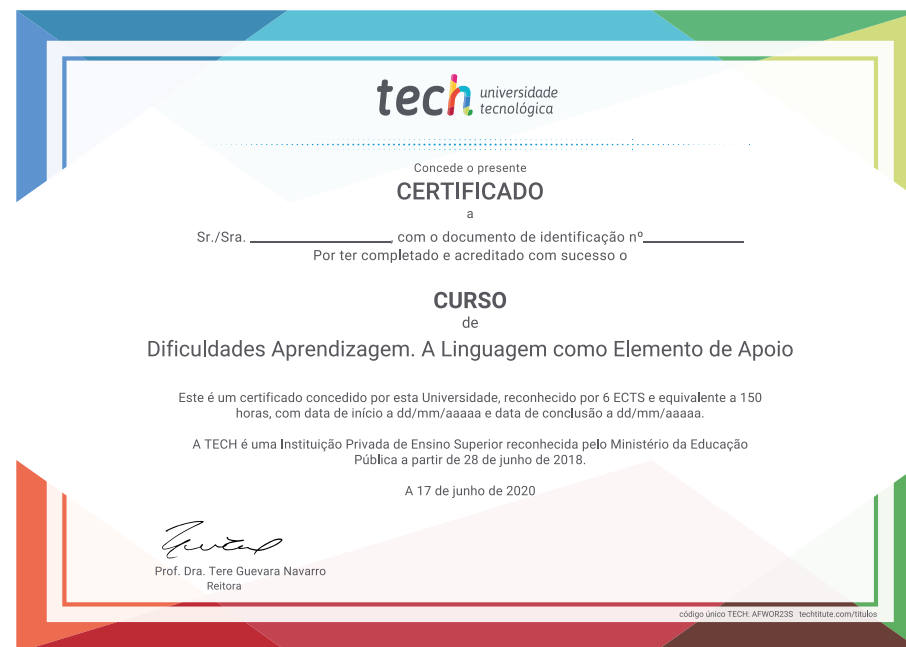 tech universidade
tecnológica
Concede o presente
CERTIFICADO
a
Sr./Sra. ____________________, com o documento de identificação nº______________
Por ter completado e acreditado com sucesso o
CURSO
de
Dificuldades Aprendizagem. A Linguagem como Elemento de Apoio
Este é um certificado concedido por esta Universidade, reconhecido por 6 ECTS e equivalente a 150
horas, com data de início a dd/mm/aaaaa e data de conclusão a dd/mm/aaaaa.
A TECH é uma Instituição Privada de Ensino Superior reconhecida pelo Ministério da Educação
Pública a partir de 28 de junho de 2018.
A 17 de junho de 2020
Prof. Dra. Tere Guevara Navarro
Reitora
código único TECH: AFWOR23S techtitute.com/titulos